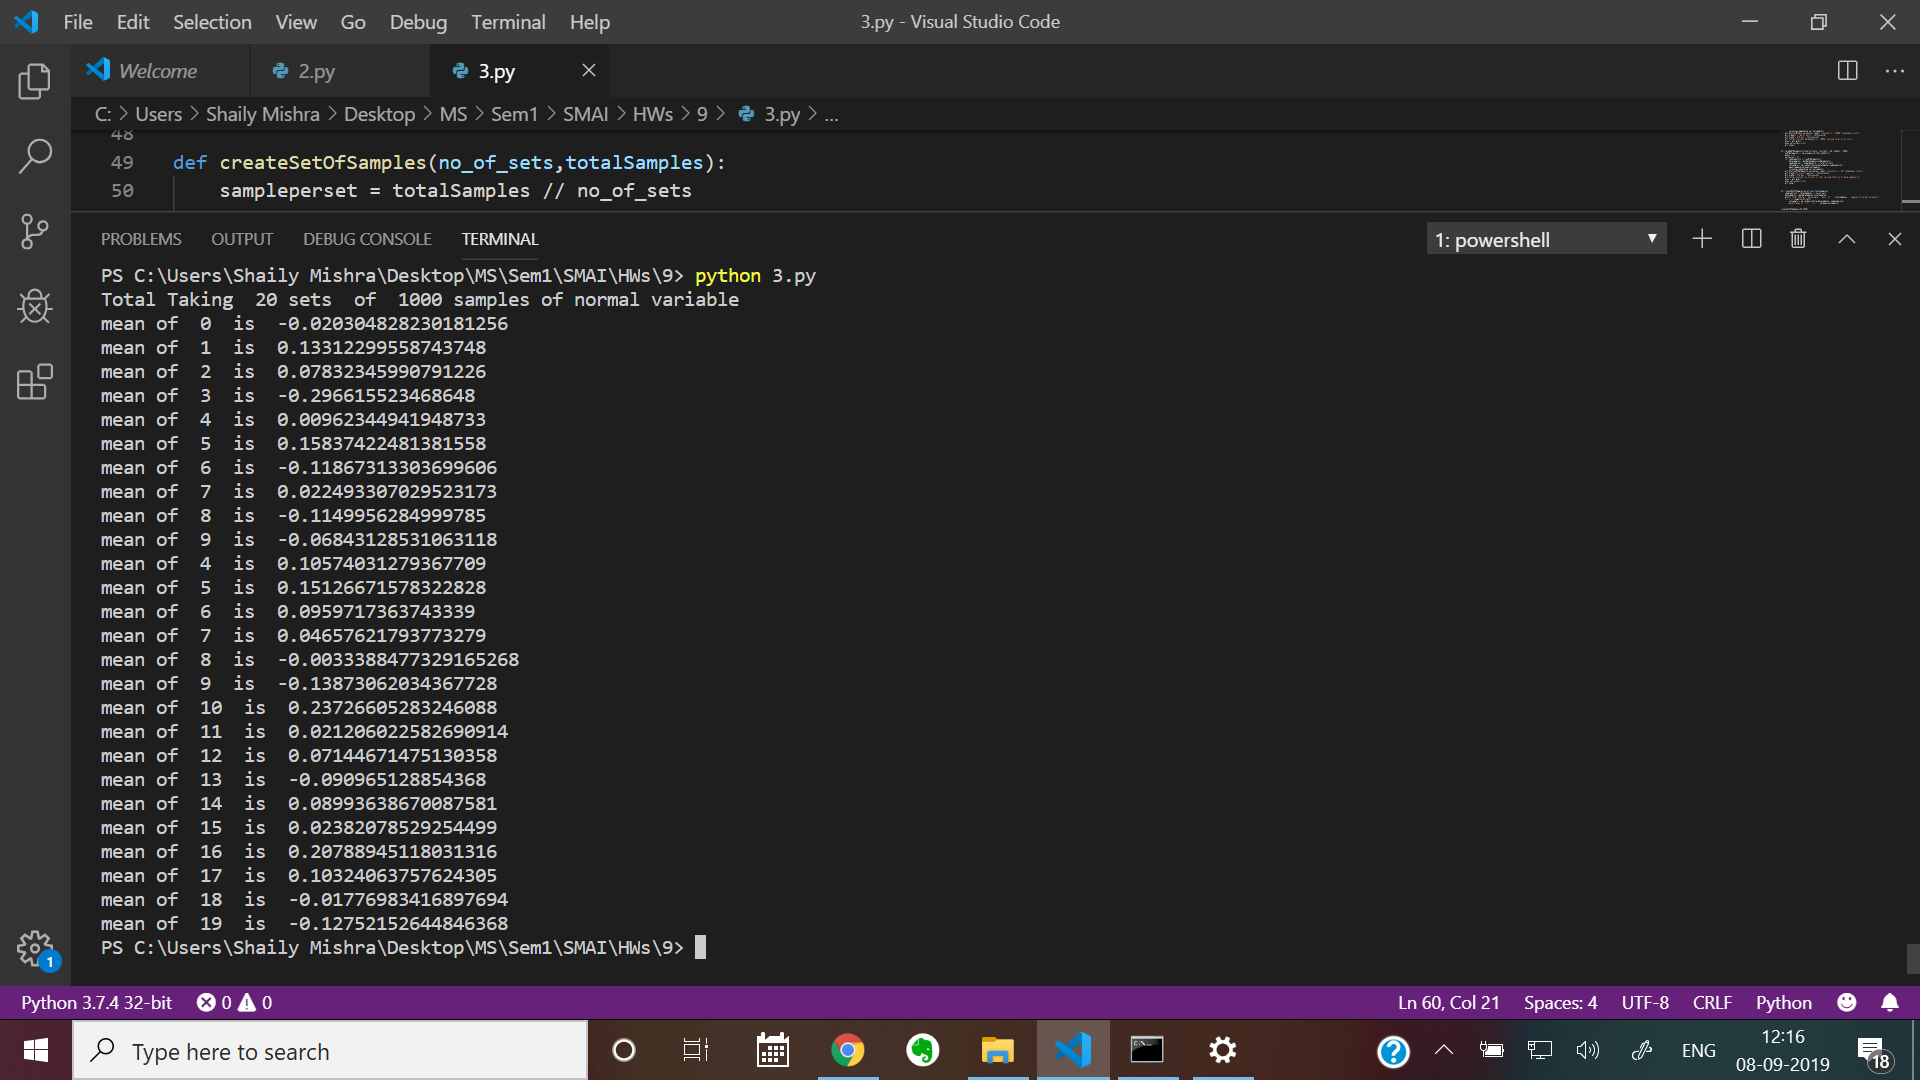 File Edit Selection View Go Debug Terminal Help 3.py - Visual Studio Code
Welcome 2.py 3.py
C: > Users > Shaily Mishra > Desktop > MS > Sem1 > SMAI > HWs > 9 > 3.py > ...
48
49 def createSetOfSamples(no_of_sets,totalSamples):
50 sampleperset = totalSamples // no_of_sets
PROBLEMS OUTPUT DEBUG CONSOLE TERMINAL 1: powershell
PS C:\Users\Shaily Mishra\Desktop\MS\Sem1\SMAI\HWs\9> python 3.py
Total Taking  20 sets  of  1000 samples of normal variable
mean of  0  is  -0.020304828230181256
mean of  1  is  0.13312299558743748
mean of  2  is  0.07832345990791226
mean of  3  is  -0.296615523468648
mean of  4  is  0.00962344941948733
mean of  5  is  0.15837422481381558
mean of  6  is  -0.11867313303699606
mean of  7  is  0.022493307029523173
mean of  8  is  -0.1149956284999785
mean of  9  is  -0.06843128531063118
mean of  4  is  0.10574031279367709
mean of  5  is  0.15126671578322828
mean of  6  is  0.0959717363743339
mean of  7  is  0.04657621793773279
mean of  8  is  -0.0033388477329165268
mean of  9  is  -0.13873062034367728
mean of  10  is  0.23726605283246088
mean of  11  is  0.021206022582690914
mean of  12  is  0.07144671475130358
mean of  13  is  -0.090965128854368
mean of  14  is  0.08993638670087581
mean of  15  is  0.02382078529254499
mean of  16  is  0.20788945118031316
mean of  17  is  0.10324063757624305
mean of  18  is  -0.01776983416897694
mean of  19  is  -0.12752152644846368
PS C:\Users\Shaily Mishra\Desktop\MS\Sem1\SMAI\HWs\9>
1
Python 3.7.4 32-bit 0 0 Ln 60, Col 21 Spaces: 4 UTF-8 CRLF Python
Type here to search ENG 12:16
08-09-2019 18